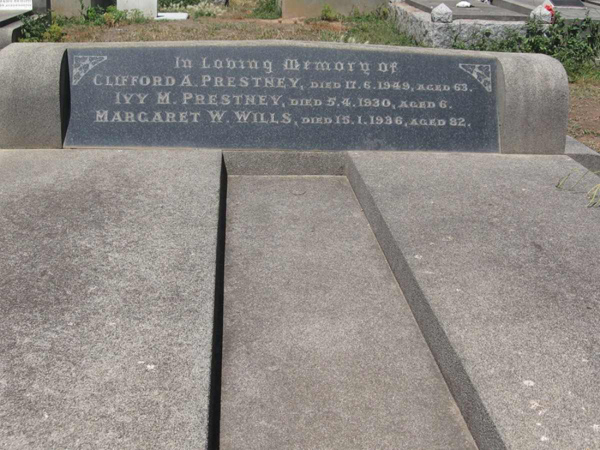 In Loving Memory of
CLIFFORD A. PRESTNEY, DIED 17.6.1949, AGED 63.
IVY M. PRESTNEY, DIED 5.4.1930, AGED 6.
MARGARET W. WILLS, DIED 15.1.1936, AGED 82.